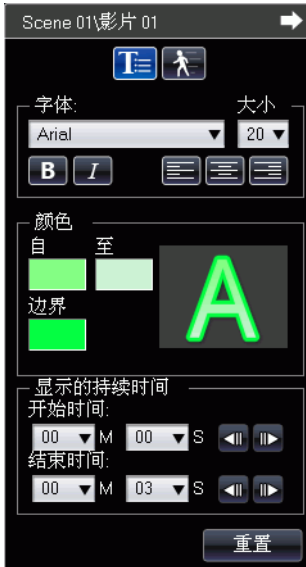 Scene 01\影片 01
T
字体: 大小
Arial 20
B I
颜色
自 至
边界
A
显示的持续时间
开始时间:
00 M 00 S
结束时间:
00 M 03 S
重置